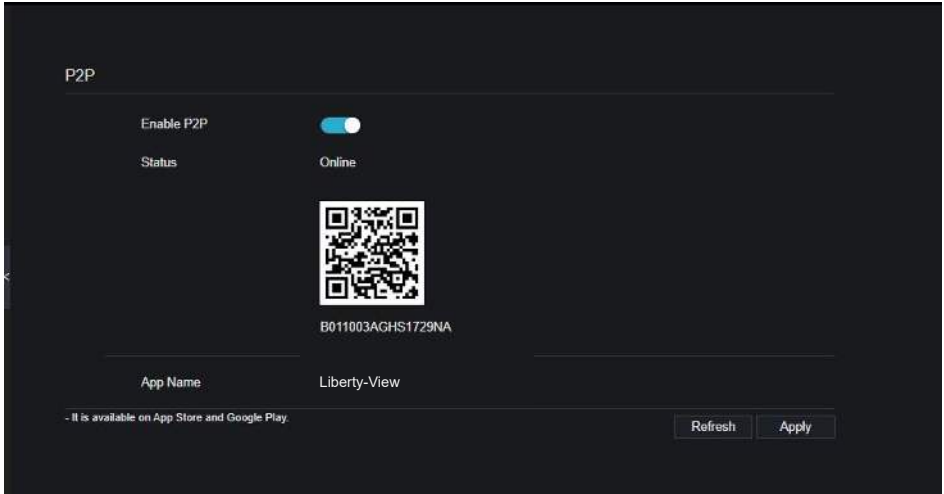 P2P
Enable P2P
Status Online
B011003AGHS1729NA
App Name Liberty-View
- It is available on App Store and Google Play.
Refresh Apply